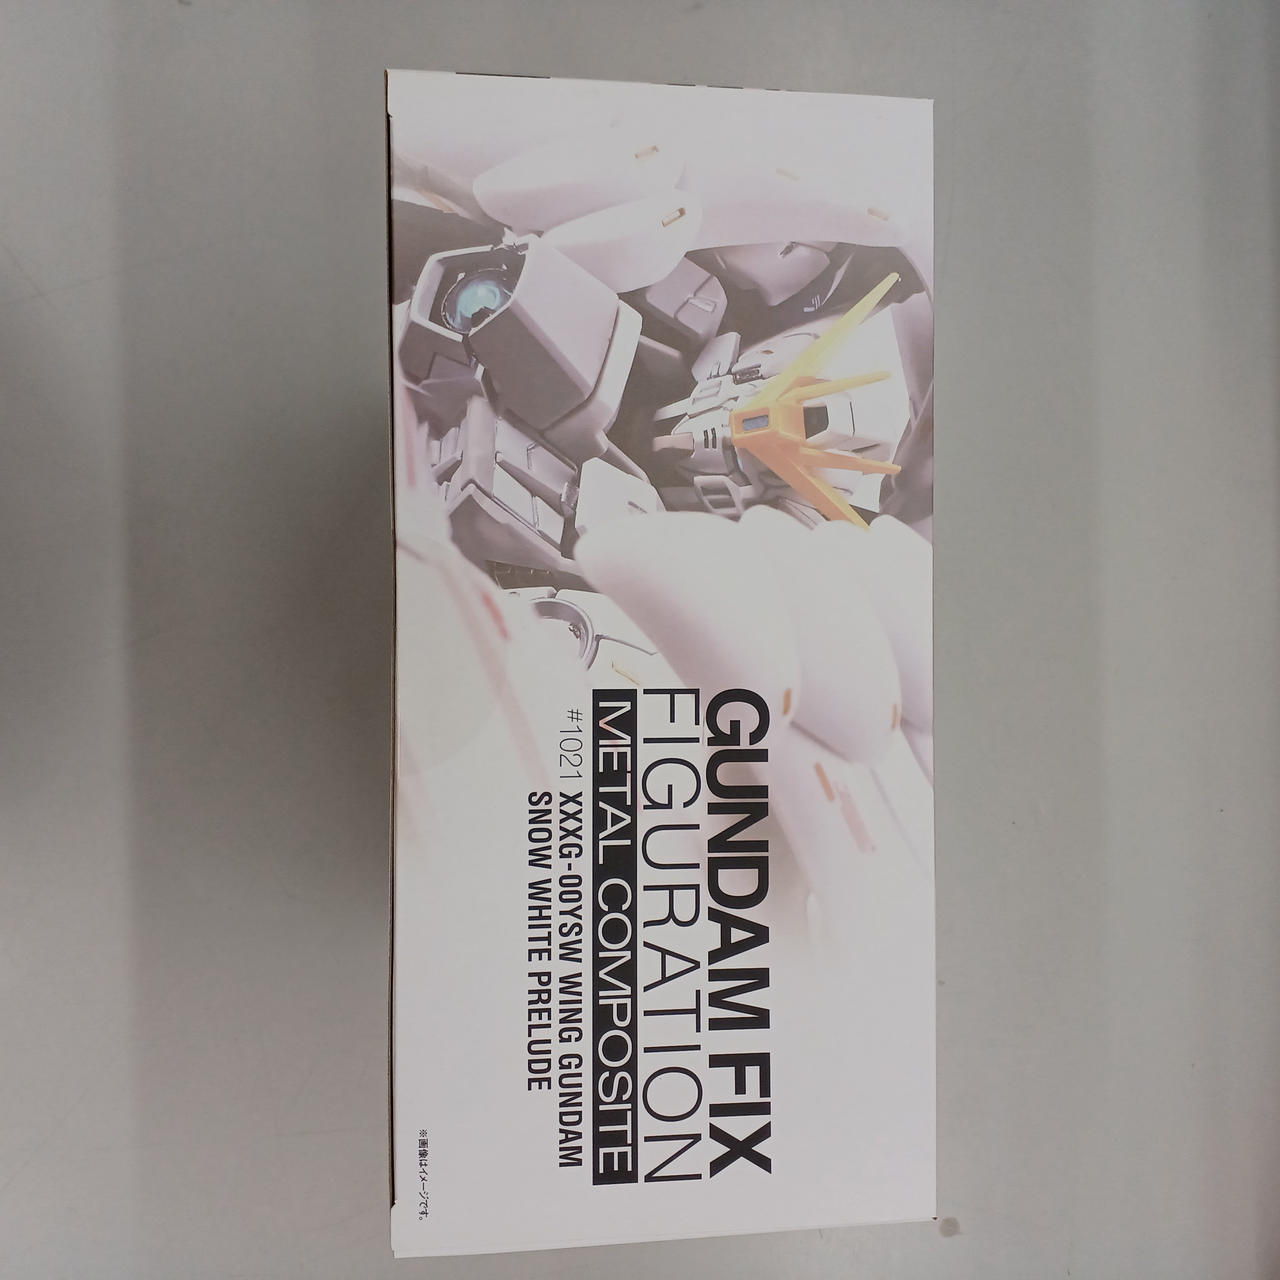 GUNDAM FIX
FIGURATION
METAL COMPOSITE
#1021 XXXG-00YSW WING GUNDAM
SNOW WHITE PRELUDE
※画像はイメージです。